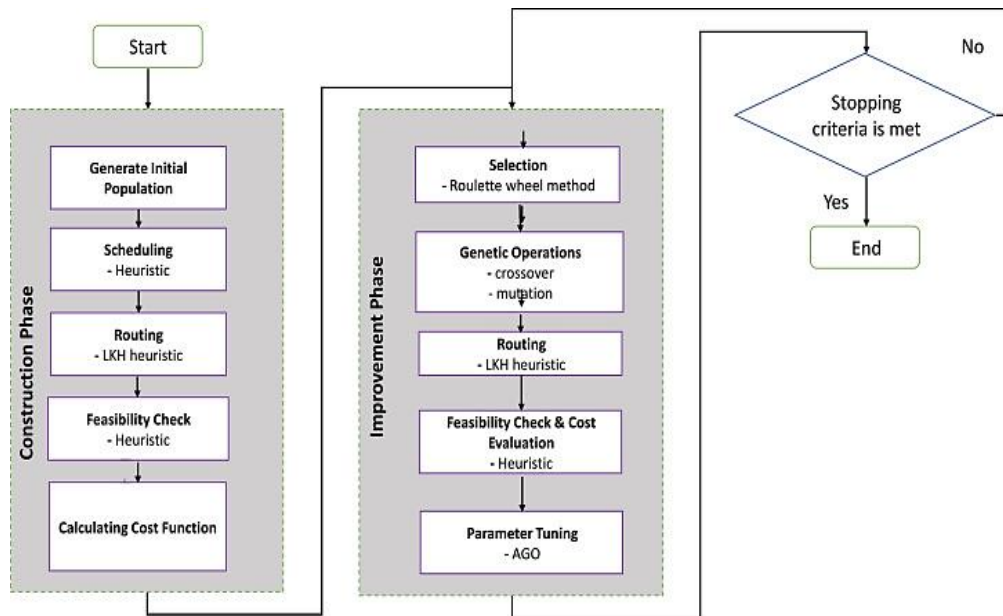 Start
Construction Phase
Generate Initial
Population
Scheduling
- Heuristic
Routing
- LKH heuristic
Feasibility Check
- Heuristic
Calculating Cost Function
Improvement Phase
Selection
- Roulette wheel method
Genetic Operations
- crossover
- mutation
Routing
- LKH heuristic
Feasibility Check & Cost
Evaluation
- Heuristic
Parameter Tuning
- AGO
No
Stopping
criteria is met
Yes
End